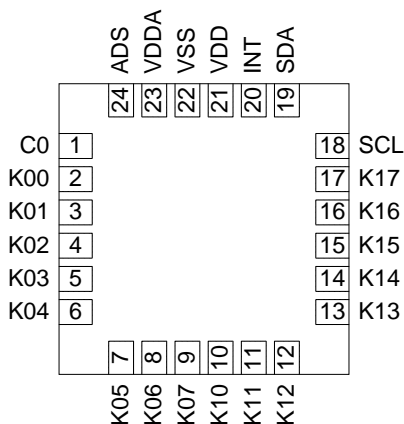 ADS VDDA VSS VDD INT SDA
24 23 22 21 20 19
C0 1 18 SCL
K00 2 17 K17
K01 3 16 K16
K02 4 15 K15
K03 5 14 K14
K04 6 13 K13
7 8 9 10 11 12
K05 K06 K07 K10 K11 K12